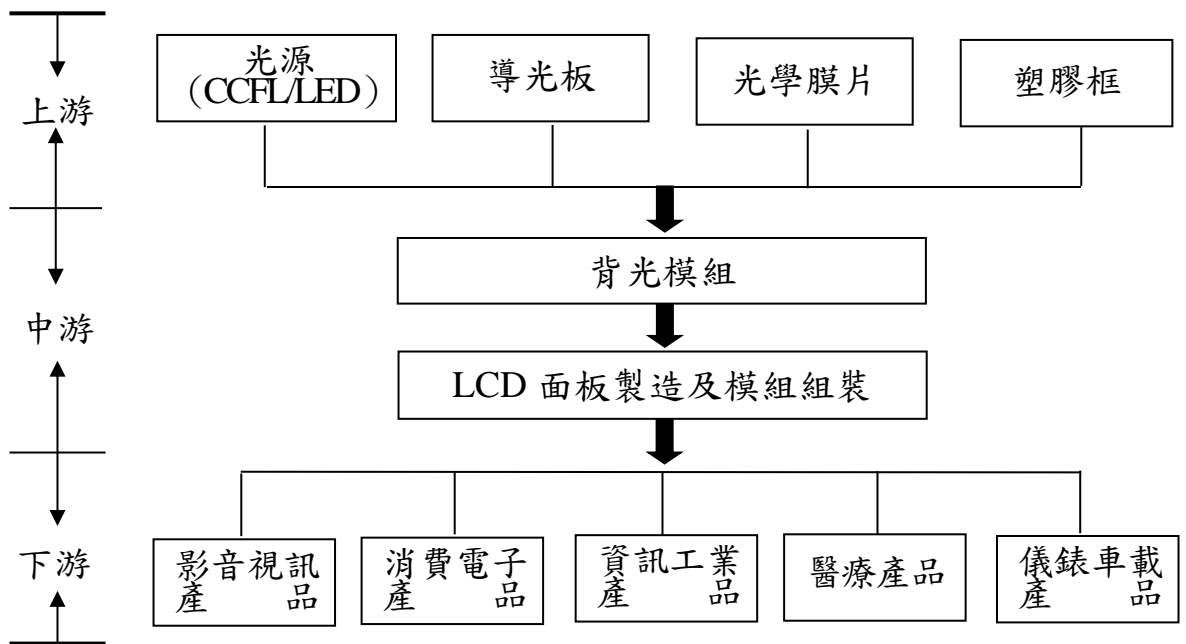 光源
（CCFL/LED）
導光板
光學膜片
塑膠框
上游
背光模組
中游
LCD 面板製造及模組組裝
下游
影音視訊
產品
消費電子
產品
資訊工業
產品
醫療產品
儀錶車載
產品